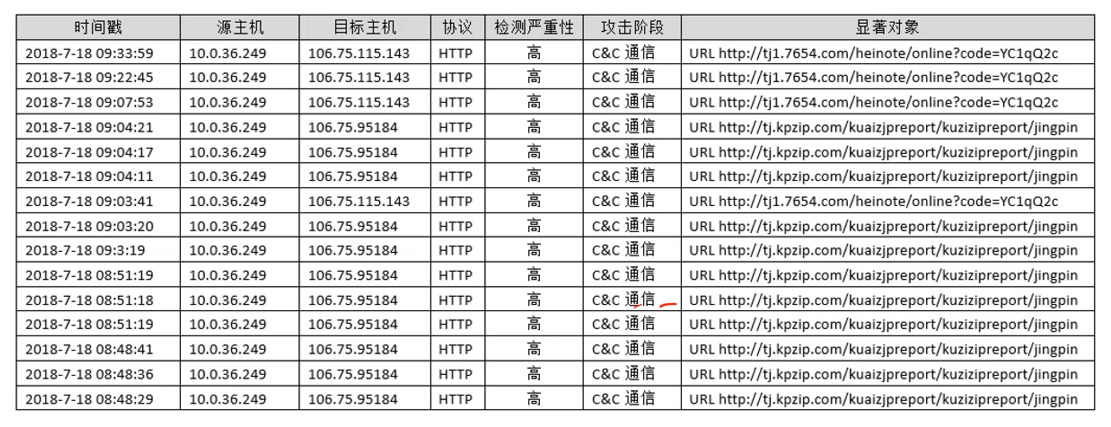 时间戳 源主机 目标主机 协议 检测严重性 攻击阶段 显著对象
2018-7-18 09:33:59 10.0.36.249 106.75.115.143 HTTP 高 C&C 通信 URL http://tj1.7654.com/heinote/online?code=YC1qQ2c
2018-7-18 09:22:45 10.0.36.249 106.75.115.143 HTTP 高 C&C 通信 URL http://tj1.7654.com/heinote/online?code=YC1qQ2c
2018-7-18 09:07:53 10.0.36.249 106.75.115.143 HTTP 高 C&C 通信 URL http://tj1.7654.com/heinote/online?code=YC1qQ2c
2018-7-18 09:04:21 10.0.36.249 106.75.95184 HTTP 高 C&C 通信 URL http://tj.kpzip.com/kuaizjpreport/kuzizipreport/jingpin
2018-7-18 09:04:17 10.0.36.249 106.75.95184 HTTP 高 C&C 通信 URL http://tj.kpzip.com/kuaizjpreport/kuzizipreport/jingpin
2018-7-18 09:04:11 10.0.36.249 106.75.95184 HTTP 高 C&C 通信 URL http://tj.kpzip.com/kuaizjpreport/kuzizipreport/jingpin
2018-7-18 09:03:41 10.0.36.249 106.75.115.143 HTTP 高 C&C 通信 URL http://tj1.7654.com/heinote/online?code=YC1qQ2c
2018-7-18 09:03:20 10.0.36.249 106.75.95184 HTTP 高 C&C 通信 URL http://tj.kpzip.com/kuaizjpreport/kuzizipreport/jingpin
2018-7-18 09:3:19 10.0.36.249 106.75.95184 HTTP 高 C&C 通信 URL http://tj.kpzip.com/kuaizjpreport/kuzizipreport/jingpin
2018-7-18 08:51:19 10.0.36.249 106.75.95184 HTTP 高 C&C 通信 URL http://tj.kpzip.com/kuaizjpreport/kuzizipreport/jingpin
2018-7-18 08:51:18 10.0.36.249 106.75.95184 HTTP 高 C&C 通信 URL http://tj.kpzip.com/kuaizjpreport/kuzizipreport/jingpin
2018-7-18 08:51:19 10.0.36.249 106.75.95184 HTTP 高 C&C 通信 URL http://tj.kpzip.com/kuaizjpreport/kuzizipreport/jingpin
2018-7-18 08:48:41 10.0.36.249 106.75.95184 HTTP 高 C&C 通信 URL http://tj.kpzip.com/kuaizjpreport/kuzizipreport/jingpin
2018-7-18 08:48:36 10.0.36.249 106.75.95184 HTTP 高 C&C 通信 URL http://tj.kpzip.com/kuaizjpreport/kuzizipreport/jingpin
2018-7-18 08:48:29 10.0.36.249 106.75.95184 HTTP 高 C&C 通信 URL http://tj.kpzip.com/kuaizjpreport/kuzizipreport/jingpin